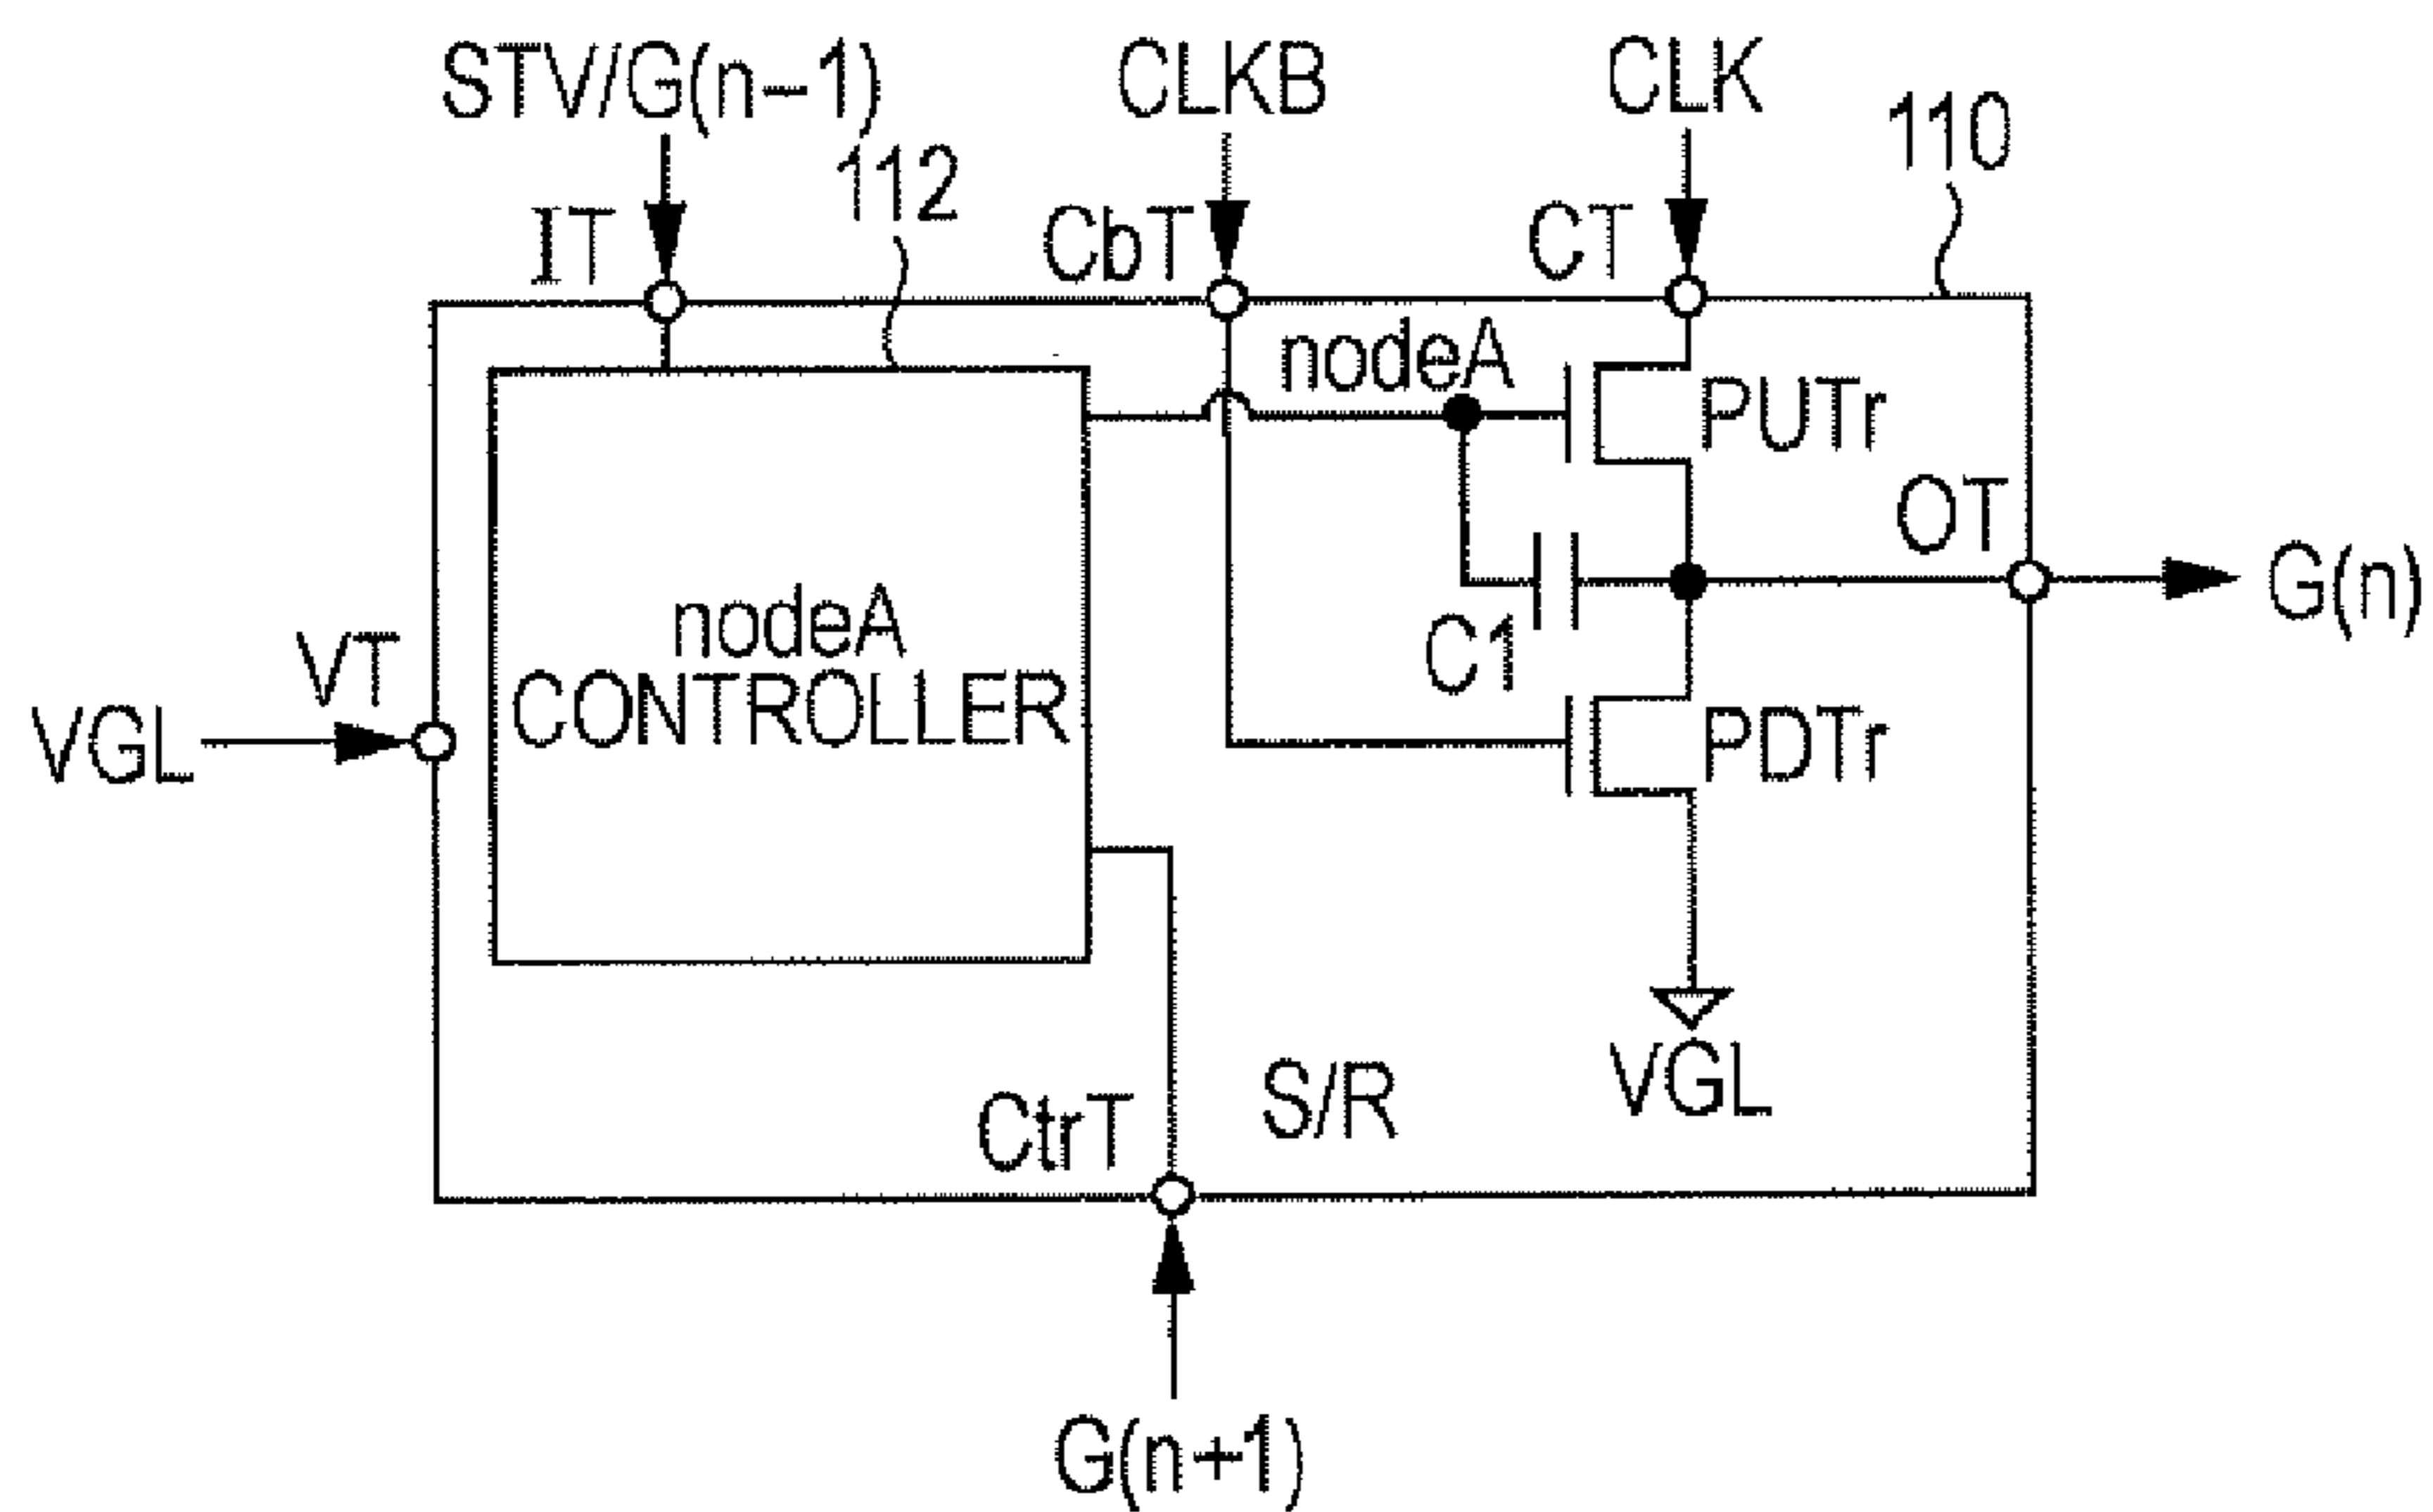 STV/G(n-1)
CLKB
CLK
110
112
IT
CbT
CT
nodeA
PUTr
OT
G(n)
nodeA
CONTROLLER
C1
VT
VGL
PDTr
VGL
S/R
CtrT
G(n+1)